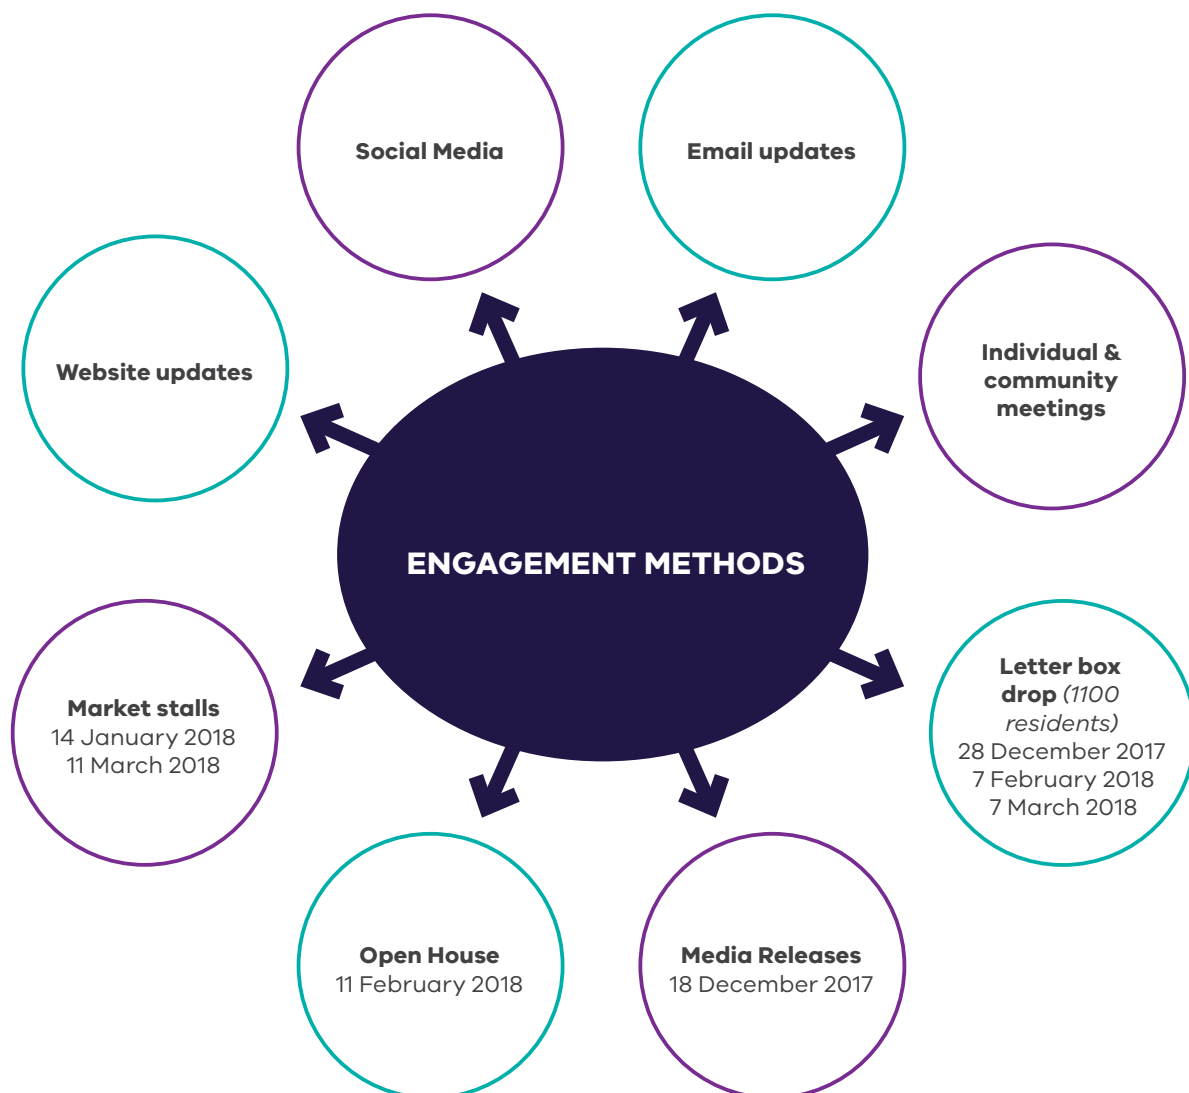 Social Media
Email updates
Website updates
Individual &
community
meetings
ENGAGEMENT METHODS
Market stalls
14 January 2018
11 March 2018
Letter box
drop (1100
residents)
28 December 2017
7 February 2018
7 March 2018
Open House
11 February 2018
Media Releases
18 December 2017